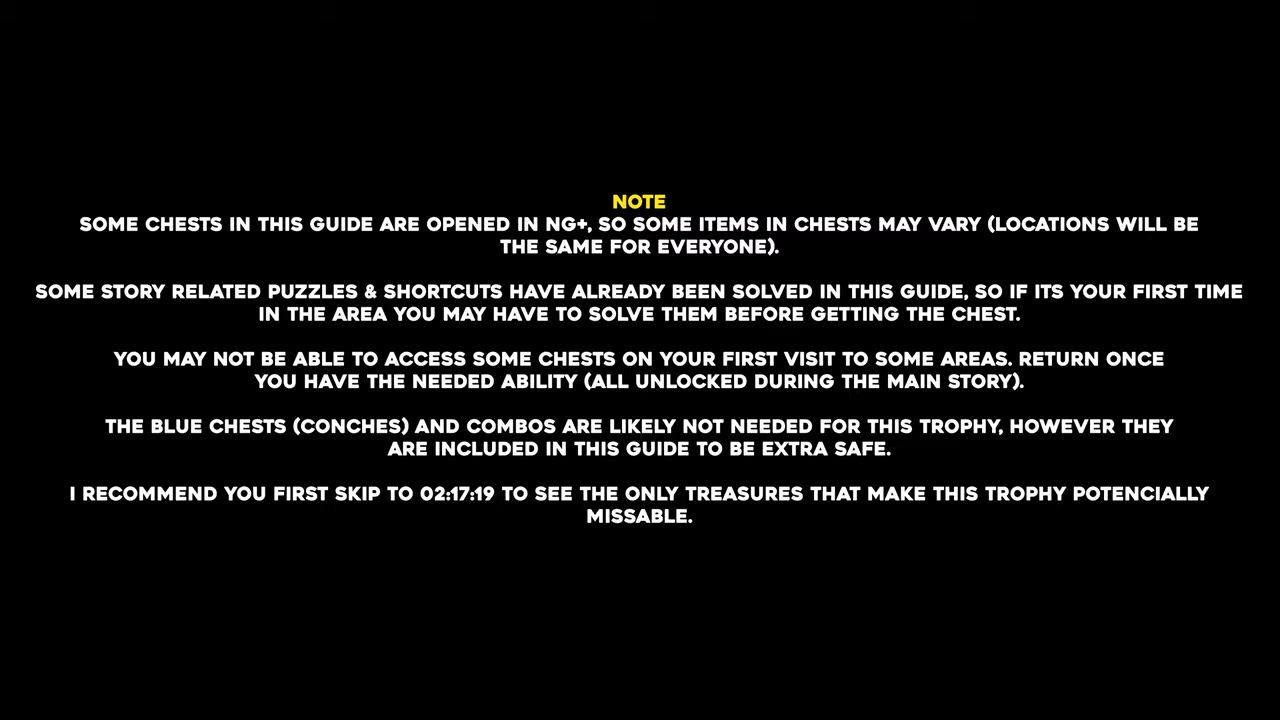 NOTE
SOME CHESTS IN THIS GUIDE ARE OPENED IN NG+, SO SOME ITEMS IN CHESTS MAY VARY (LOCATIONS WILL BE
THE SAME FOR EVERYONE).
SOME STORY RELATED PUZZLES & SHORTCUTS HAVE ALREADY BEEN SOLVED IN THIS GUIDE, SO IF ITS YOUR FIRST TIME
IN THE AREA YOU MAY HAVE TO SOLVE THEM BEFORE GETTING THE CHEST.
YOU MAY NOT BE ABLE TO ACCESS SOME CHESTS ON YOUR FIRST VISIT TO SOME AREAS. RETURN ONCE
YOU HAVE THE NEEDED ABILITY (ALL UNLOCKED DURING THE MAIN STORY).
THE BLUE CHESTS (CONCHES) AND COMBOS ARE LIKELY NOT NEEDED FOR THIS TROPHY, HOWEVER THEY
ARE INCLUDED IN THIS GUIDE TO BE EXTRA SAFE.
I RECOMMEND YOU FIRST SKIP TO 02:17:19 TO SEE THE ONLY TREASURES THAT MAKE THIS TROPHY POTENCIALLY
MISSABLE.